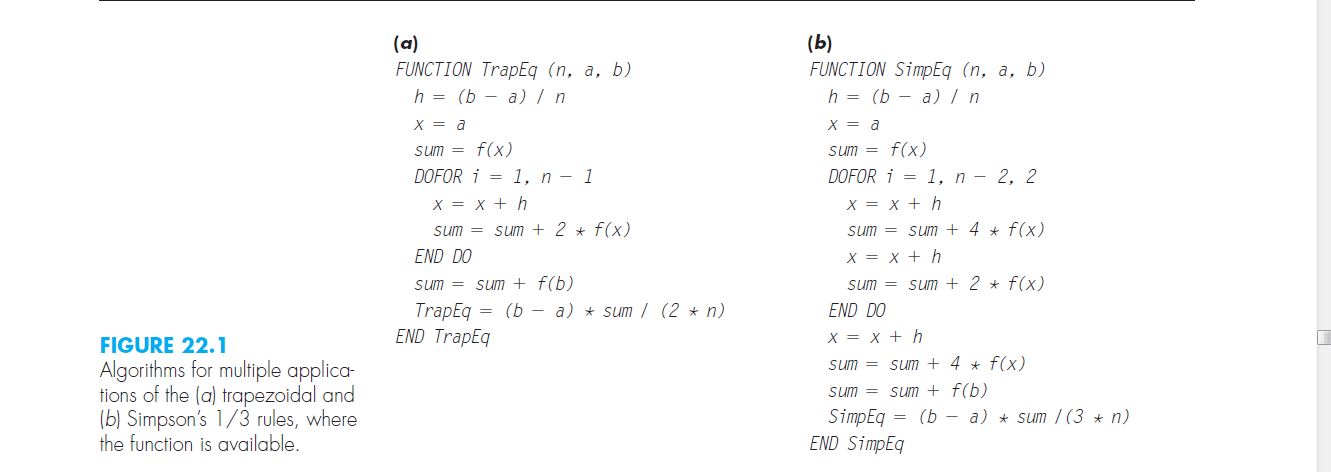 (a)
FUNCTION TrapEq (n, a, b)
h = (b − a) / n
x = a
sum = f(x)
DOFOR i = 1, n − 1
x = x + h
sum = sum + 2 * f(x)
END DO
sum = sum + f(b)
TrapEq = (b − a) * sum / (2 * n)
END TrapEq
(b)
FUNCTION SimpEq (n, a, b)
h = (b − a) / n
x = a
sum = f(x)
DOFOR i = 1, n − 2, 2
x = x + h
sum = sum + 4 * f(x)
x = x + h
sum = sum + 2 * f(x)
END DO
x = x + h
sum = sum + 4 * f(x)
sum = sum + f(b)
SimpEq = (b − a) * sum /(3 * n)
END SimpEq
FIGURE 22.1
Algorithms for multiple applica-
tions of the (a) trapezoidal and
(b) Simpson's 1/3 rules, where
the function is available.